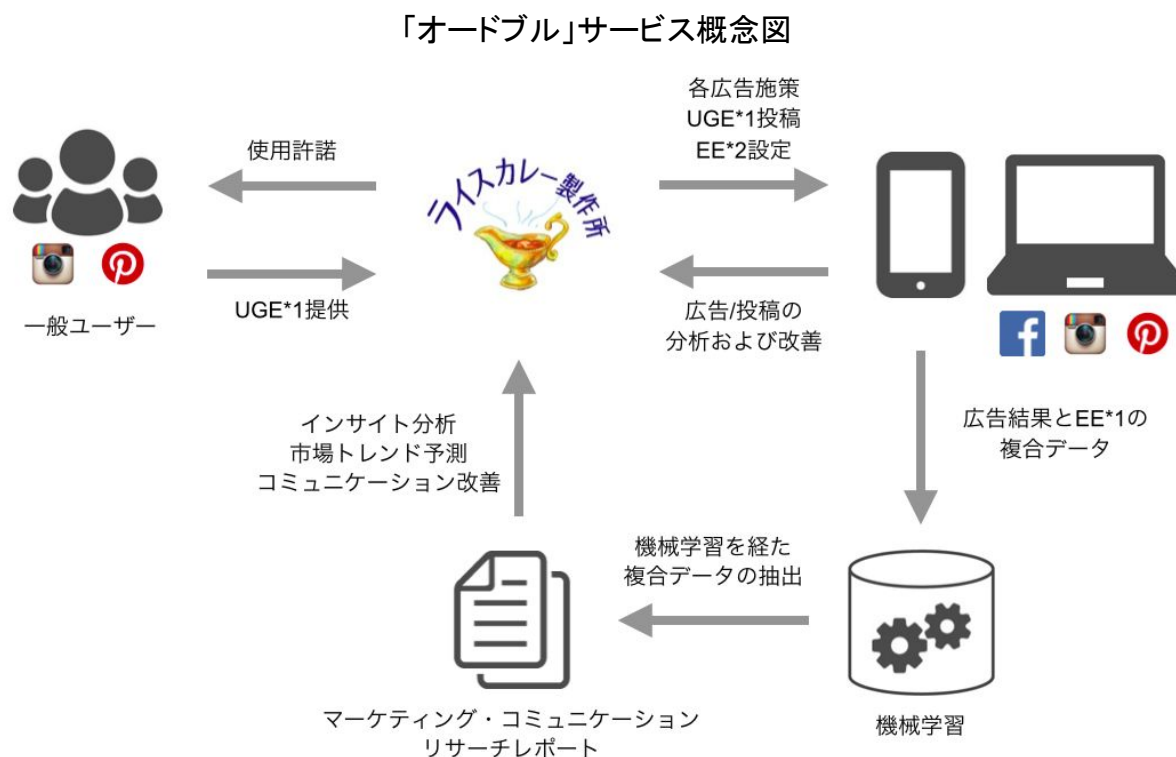 「オードブル」サービス概念図
使用許諾
UGE*1提供
一般ユーザー
ライスカレー製作所
各広告施策
UGE*1投稿
EE*2設定
広告/投稿の
分析および改善
広告結果とEE*1の
複合データ
インサイト分析
市場トレンド予測
コミュニケーション改善
機械学習を経た
複合データの抽出
マーケティング・コミュニケーション
リサーチレポート
機械学習